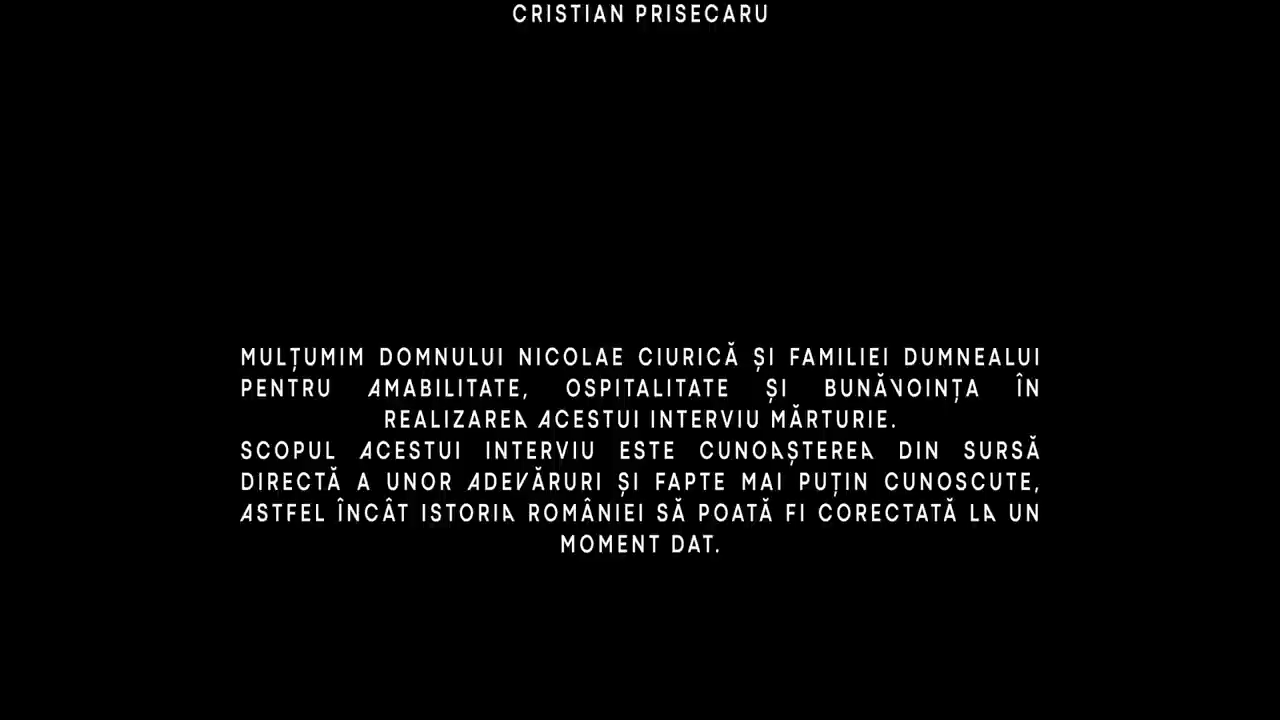 CRISTIAN PRISECARU
MULȚUMIM DOMNULUI NICOLAE CIURICĂ ȘI FAMILIEI DUMNEALUI
PENTRU AMABILITATE, OSPITALITATE ȘI BUNĂVOINȚA ÎN
REALIZAREA ACESTUI INTERVIU MĂRTURIE.
SCOPUL ACESTUI INTERVIU ESTE CUNOAȘTEREA DIN SURSĂ
DIRECTĂ A UNOR ADEVĂRURI ȘI FAPTE MAI PUȚIN CUNOSCUTE,
ASTFEL ÎNCÂT ISTORIA ROMÂNIEI SĂ POATĂ FI CORECTATĂ LA UN
MOMENT DAT.